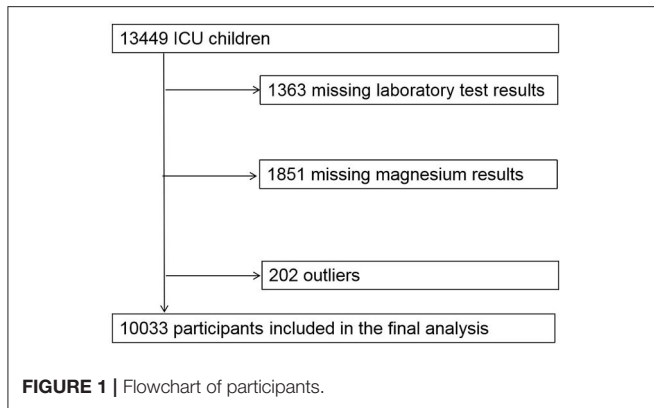 13449 ICU children
1363 missing laboratory test results
1851 missing magnesium results
202 outliers
10033 participants included in the final analysis
FIGURE 1 | Flowchart of participants.